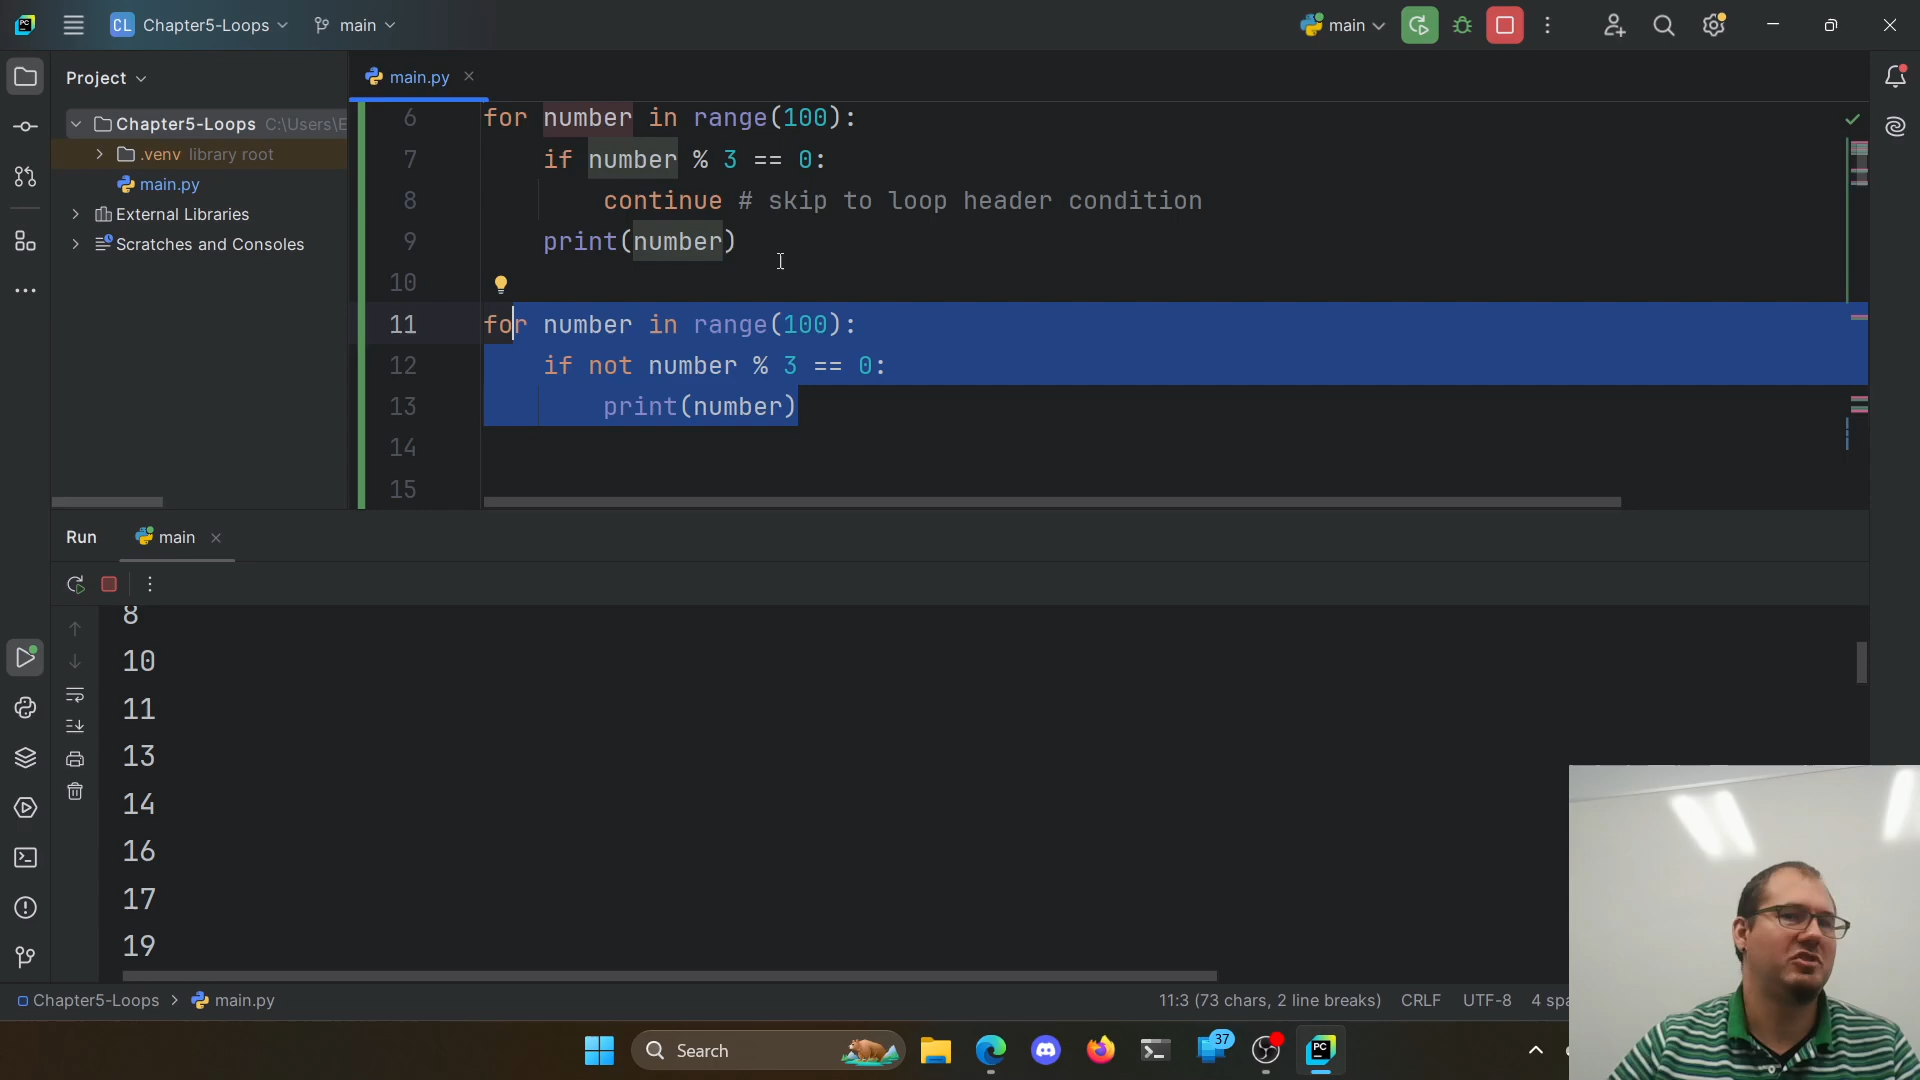 CL Chapter5-Loops
main
main
Project
main.py
Chapter5-Loops C:\Users\E
.venv library root
main.py
External Libraries
Scratches and Consoles
6 for number in range(100):
7 if number % 3 == 0:
8 continue # skip to loop header condition
9 print(number)
10
11 for number in range(100):
12 if not number % 3 == 0:
13 print(number)
14
15
Run main
8
10
11
13
14
16
17
19
Chapter5-Loops > main.py
11:3 (73 chars, 2 line breaks) CRLF UTF-8 4 spa
Search
37
PC